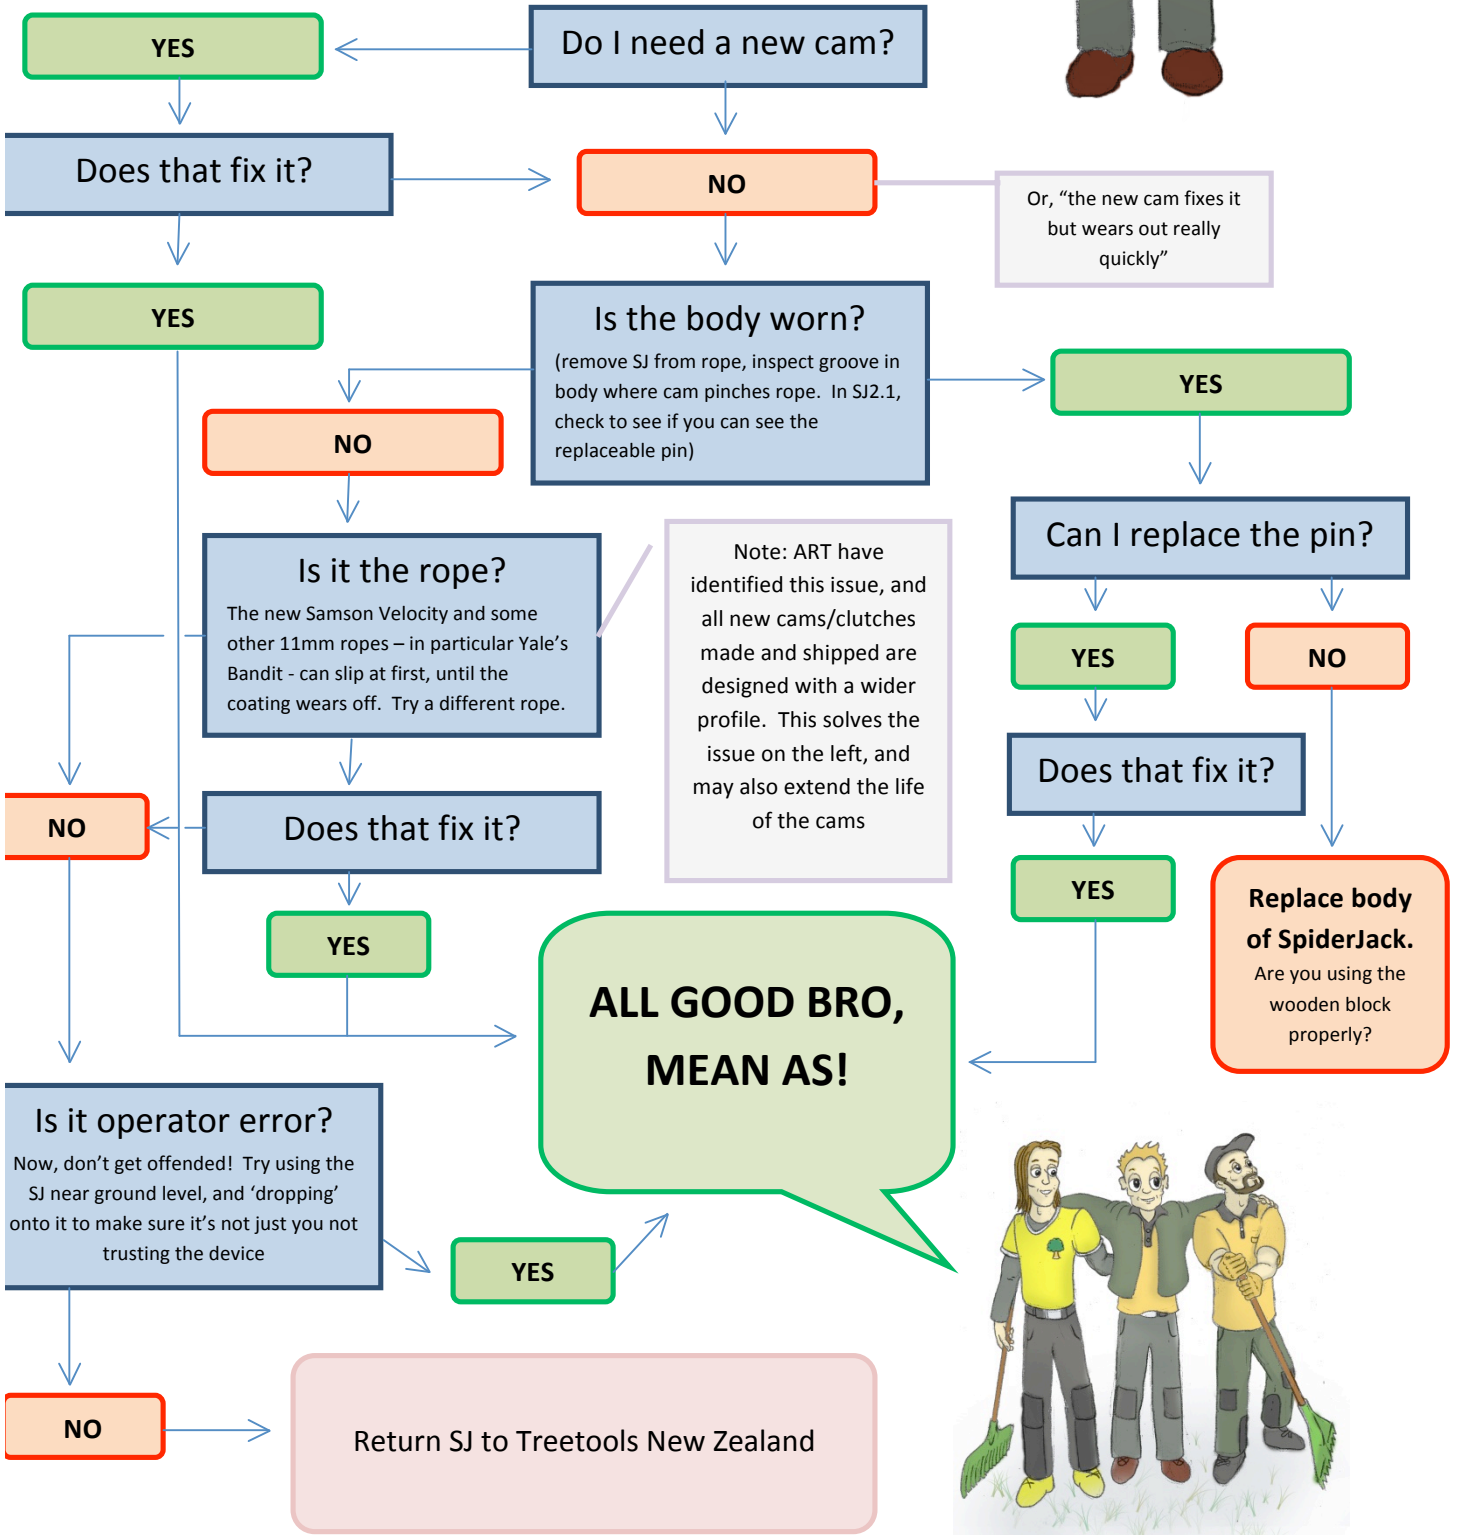 YES
Do I need a new cam?
Does that fix it?
NO
Or, “the new cam fixes it
but wears out really
quickly”
YES
Is the body worn?
(remove SJ from rope, inspect groove in
body where cam pinches rope. In SJ2.1,
check to see if you can see the
replaceable pin)
YES
NO
Can I replace the pin?
Is it the rope?
The new Samson Velocity and some
other 11mm ropes – in particular Yale’s
Bandit - can slip at first, until the
coating wears off. Try a different rope.
Note: ART have
identified this issue, and
all new cams/clutches
made and shipped are
designed with a wider
profile. This solves the
issue on the left, and
may also extend the life
of the cams
YES
NO
Does that fix it?
NO
Does that fix it?
YES
Replace body
of SpiderJack.
Are you using the
wooden block
properly?
YES
ALL GOOD BRO,
MEAN AS!
Is it operator error?
Now, don’t get offended! Try using the
SJ near ground level, and ‘dropping’
onto it to make sure it’s not just you not
trusting the device
YES
NO
Return SJ to Treetools New Zealand